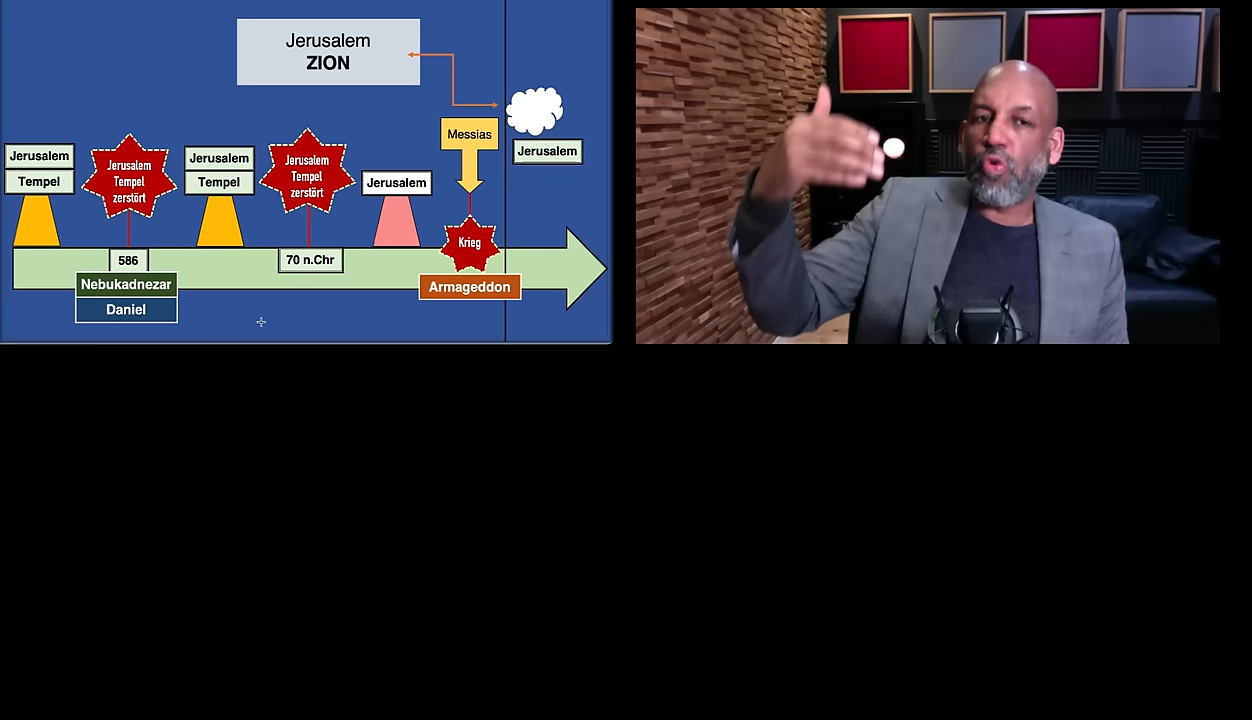 Jerusalem
ZION
Messias
Jerusalem
Jerusalem
Tempel
Jerusalem
Tempel
zerstört
Jerusalem
Tempel
Jerusalem
Tempel
zerstört
Jerusalem
Krieg
586
70 n.Chr
Nebukadnezar
Daniel
Armageddon